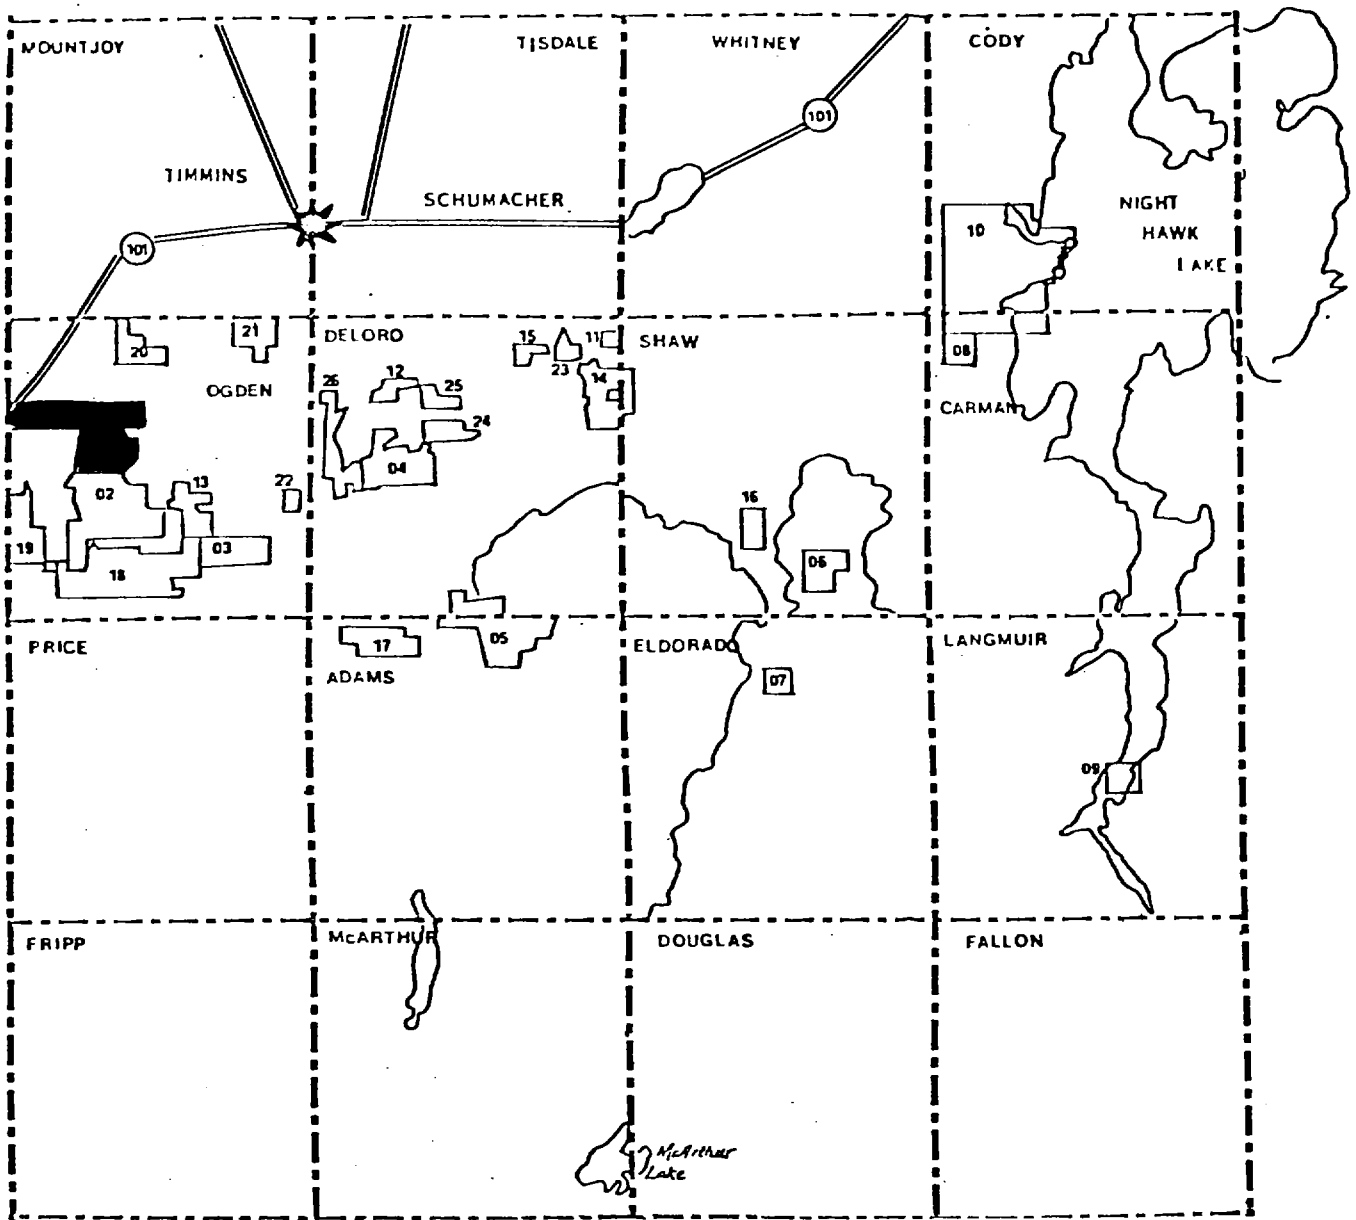 MOUNTJOY
TISDALE
WHITNEY
CODY
101
TIMMINS
SCHUMACHER
NIGHT
HAWK
LAKE
101
10
20
21
DELORO
15
11
23
SHAW
08
OGDEN
26
12
25
14
CARMAN
24
04
02
13
22
16
19
03
18
06
PRICE
17
05
ADAMS
ELDORADO
LANGMUIR
07
09
FRIPP
McARTHUR
DOUGLAS
FALLON
McArthur
Lake